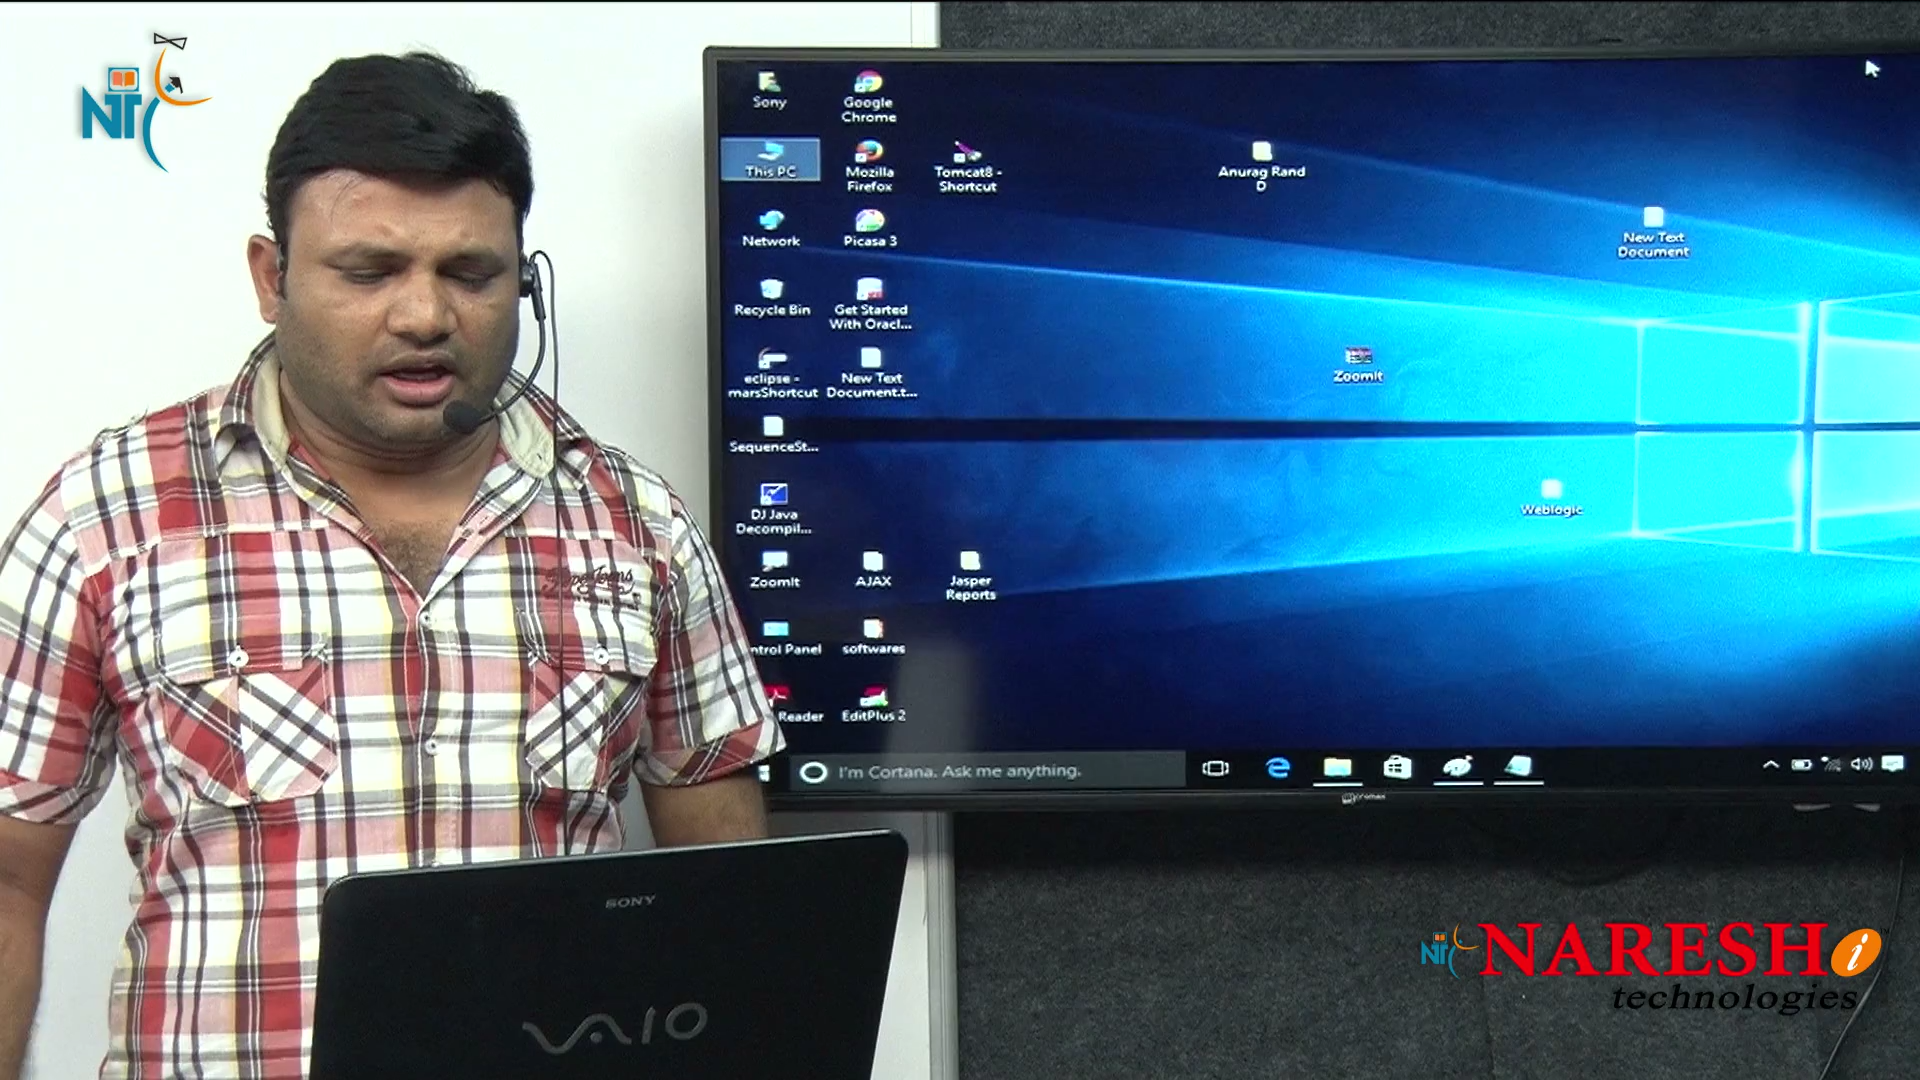 NT
Sony
Google
Chrome
This PC
Mozilla
Firefox
Tomcat8 -
Shortcut
Anurag Rand
D
Network
Picasa 3
New Text
Document
Recycle Bin
Get Started
With Oracl...
eclipse -
marsShortcut
New Text
Document.t...
ZoomIt
SequenceSt...
DJ Java
Decompil...
Weblogic
ZoomIt
AJAX
Jasper
Reports
ntrol Panel
softwares
Reader
EditPlus 2
I'm Cortana. Ask me anything.
SONY
VAIO
NT
NARESH i
technologies